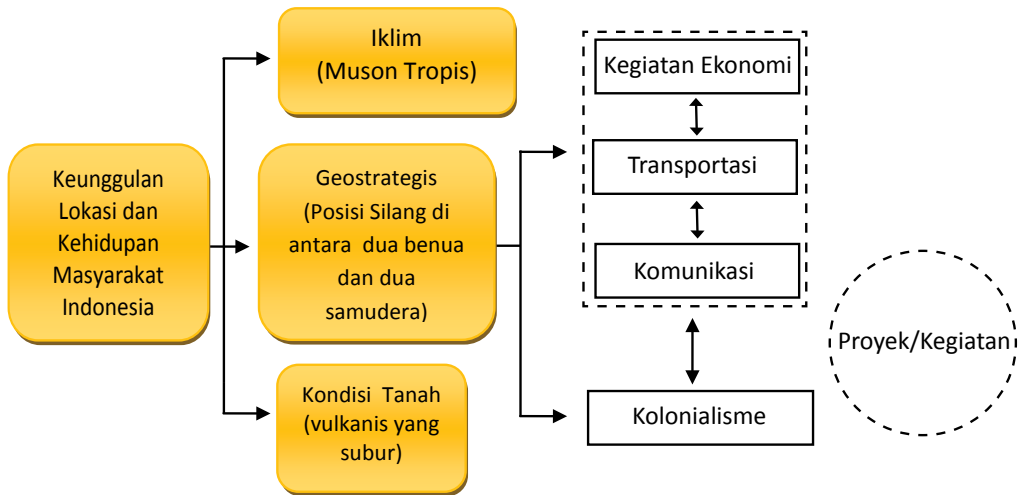 Keunggulan
Lokasi dan
Kehidupan
Masyarakat
Indonesia
Iklim
(Muson Tropis)
Geostrategis
(Posisi Silang di
antara dua benua
dan dua
samudera)
Kondisi Tanah
(vulkanis yang
subur)
Kegiatan Ekonomi
Transportasi
Komunikasi
Kolonialisme
Proyek/Kegiatan